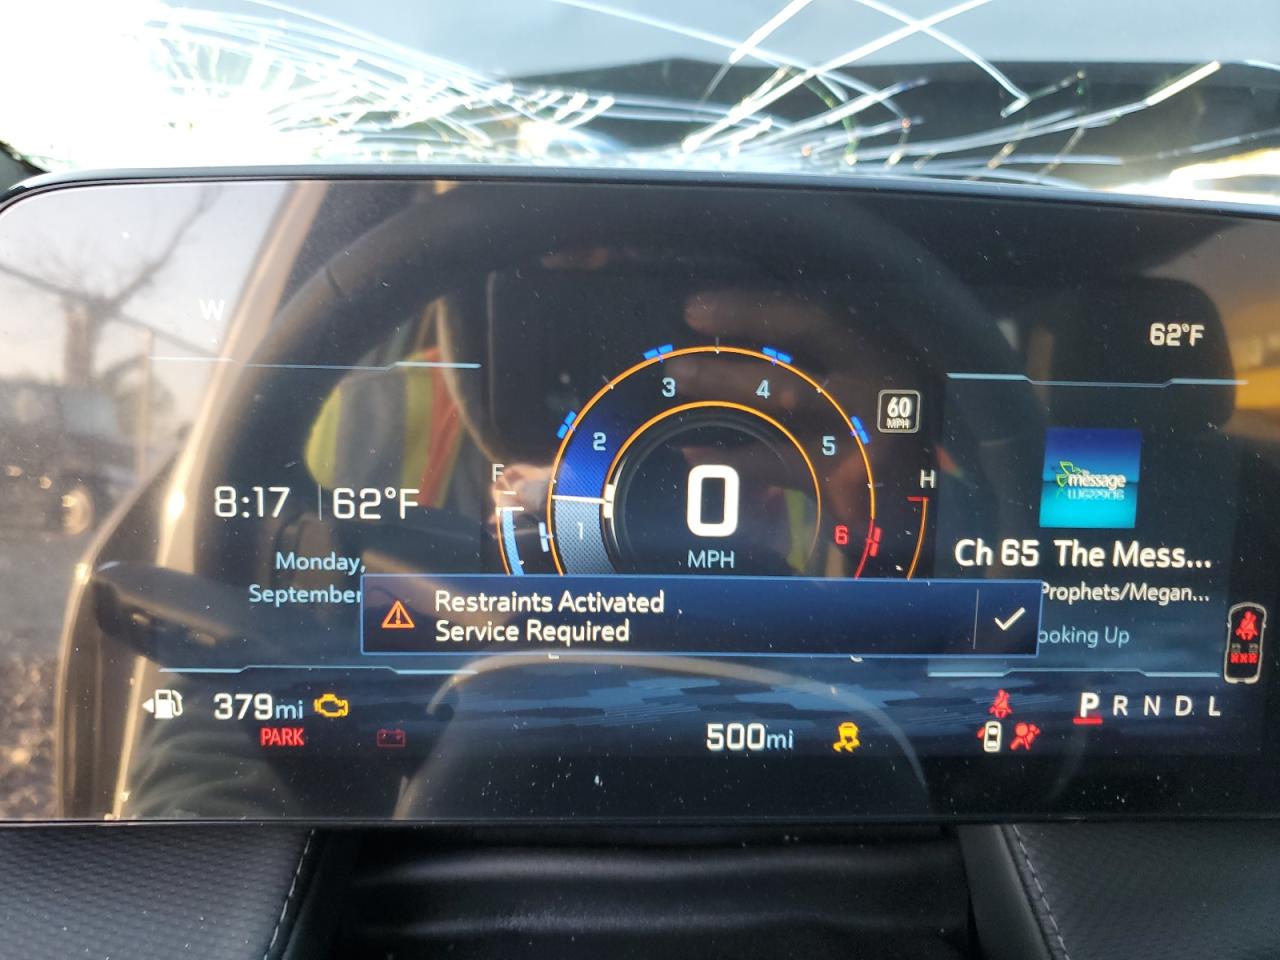 W
62°F
3 4
60
MPH
2 5
F H
message
8:17 62°F
0
1 6
MPH
Ch 65 The Mess...
Monday,
September
Prophets/Megan...
Restraints Activated
Service Required
ooking Up
379mi
PARK
500mi
P R N D L